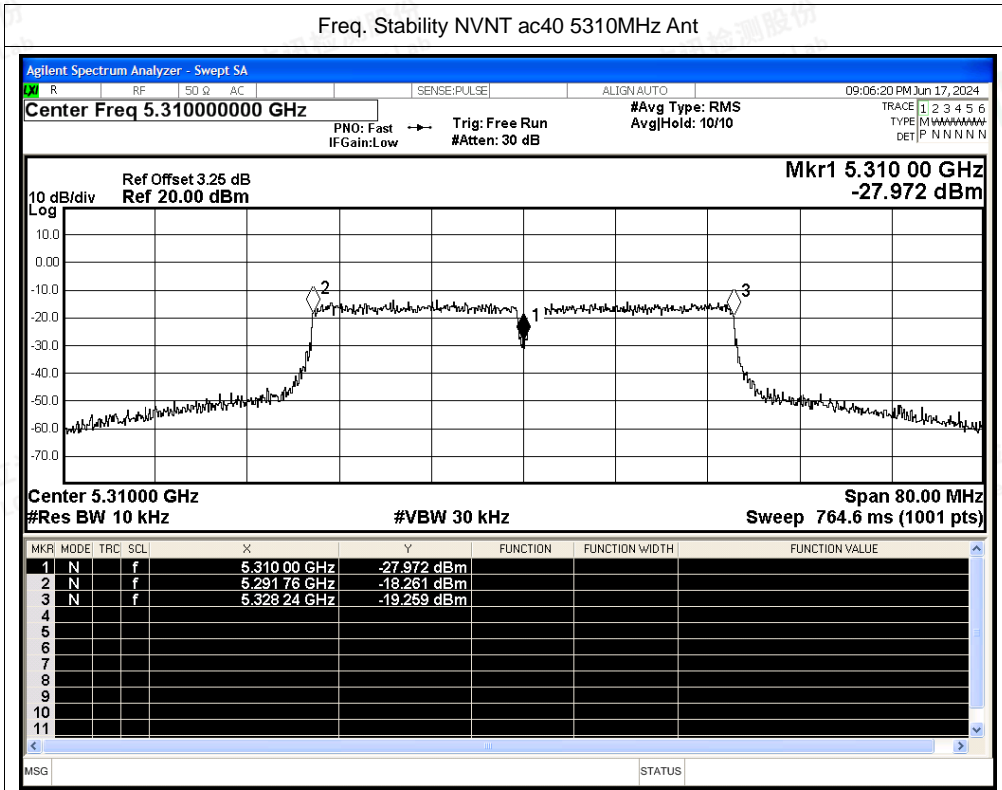 Freq. Stability NVNT ac40 5310MHz Ant
Agilent Spectrum Analyzer - Swept SA
LXI R RF 50 Ω AC SENSE:PULSE ALIGN AUTO 09:06:20 PM Jun 17, 2024
Center Freq 5.310000000 GHz #Avg Type: RMS TRACE 1 2 3 4 5 6
PNO: Fast Trig: Free Run Avg|Hold: 10/10 TYPE M
IFGain:Low #Atten: 30 dB DET P N N N N N
Mkr1 5.310 00 GHz
Ref Offset 3.25 dB
10 dB/div Ref 20.00 dBm -27.972 dBm
Log
10.0
0.00
-10.0
2
3
-20.0
1
-30.0
-40.0
-50.0
-60.0
-70.0
Center 5.31000 GHz Span 80.00 MHz
#Res BW 10 kHz #VBW 30 kHz Sweep 764.6 ms (1001 pts)
MKR MODE TRC SCL X Y FUNCTION FUNCTION WIDTH FUNCTION VALUE
1 N f 5.310 00 GHz -27.972 dBm
2 N f 5.291 76 GHz -18.261 dBm
3 N f 5.328 24 GHz -19.259 dBm
4
5
6
7
8
9
10
11
MSG STATUS